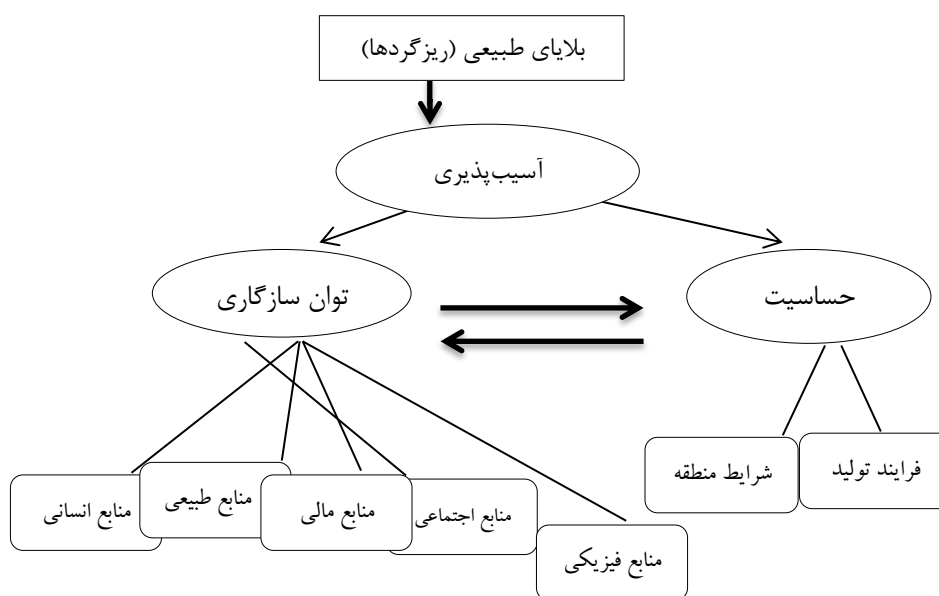 بلایای طبیعی (ریزگردها)
آسیب‌پذیری
حساسیت
توان سازگاری
فرایند تولید
شرایط منطقه
منابع فیزیکی
منابع اجتماعی
منابع مالی
منابع طبیعی
منابع انسانی